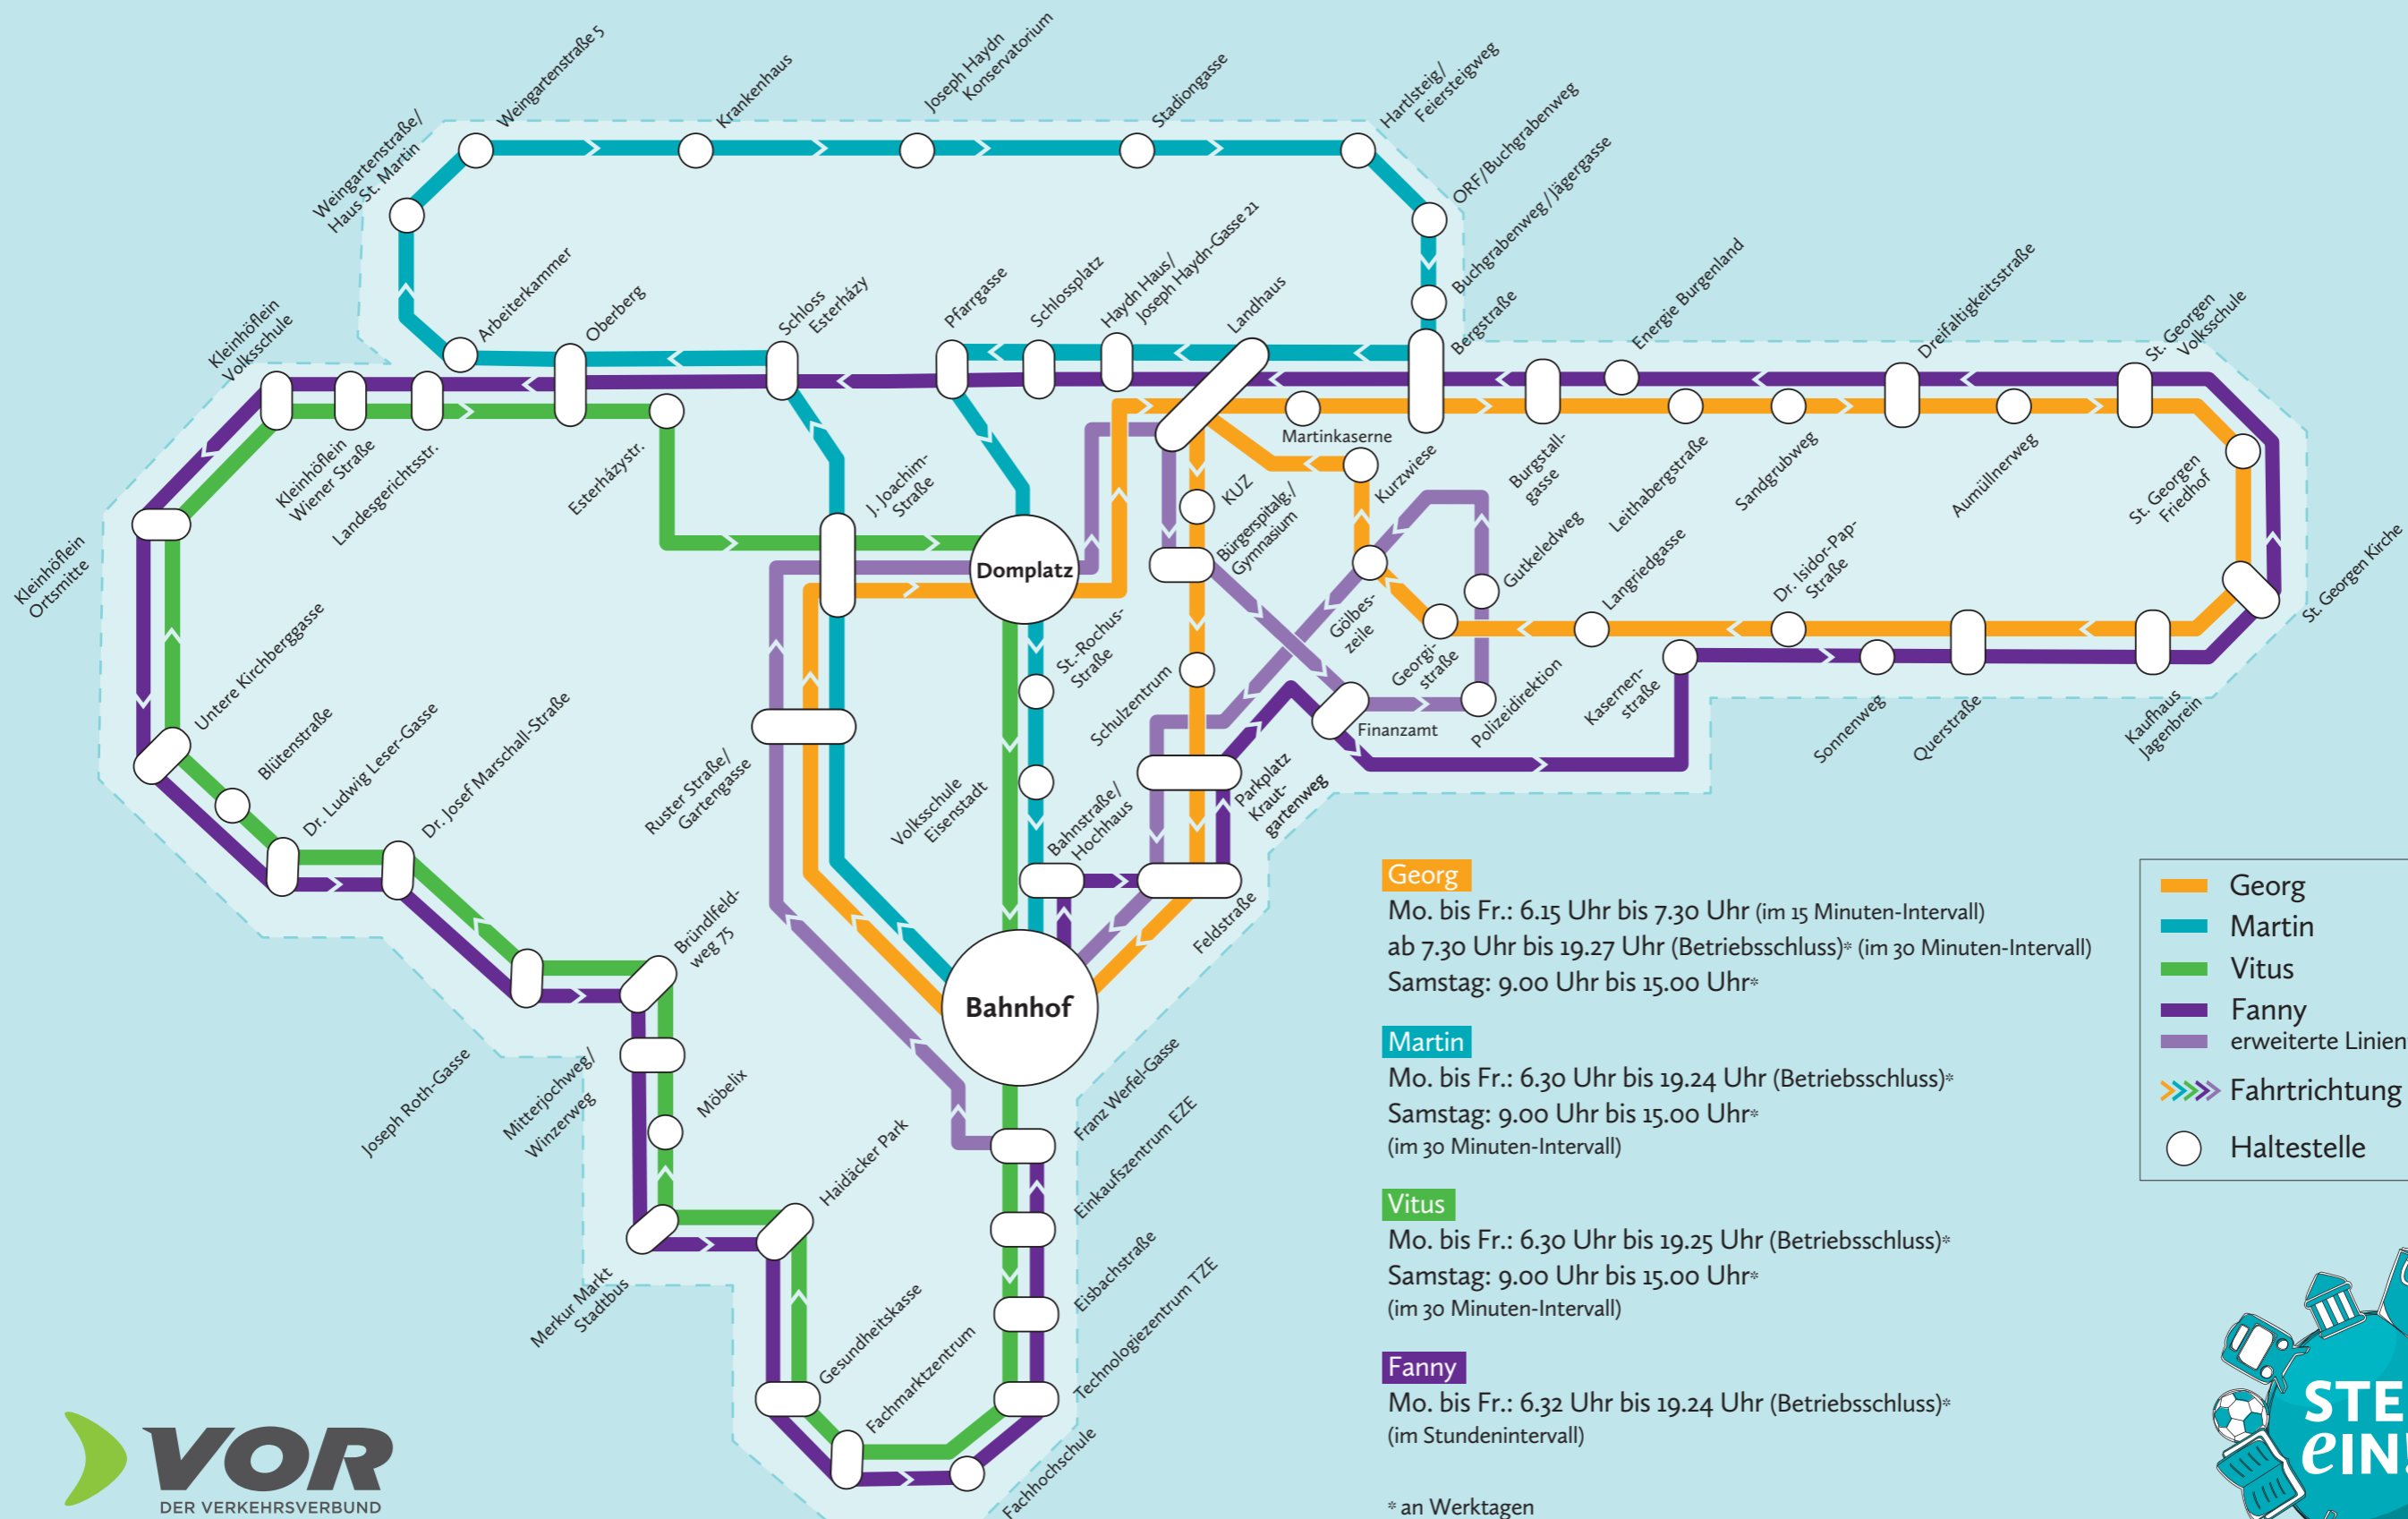 Weingartenstraße 5
Krankenhaus
Joseph Haydn
Konservatorium
Stadiongasse
Hartlsteig/
Feiersteigweg
Weingartenstraße/
Haus St. Martin
ORF/Buchgrabenweg
Buchgrabenweg/Jägergasse
Kleinhöflein
Volksschule
Arbeiterkammer
Oberberg
Schloss
Esterházy
Pfarrgasse
Schlossplatz
Haydn Haus/
Joseph Haydn-Gasse 21
Landhaus
Bergstraße
Energie Burgenland
Dreifaltigkeitsstraße
St. Georgen
Volksschule
Kleinhöflein
Wiener Straße
Landesgerichtsstr.
Esterházystr.
J. Joachim-
Straße
Martinkaserne
KUZ
Bürgerspitalg./
Gymnasium
Kurzwiese
Burgstall-
gasse
Leithabergstraße
Sandgrubweg
Aumüllnerweg
St. Georgen
Friedhof
Kleinhöflein
Ortsmitte
Domplatz
Gutkeledweg
Langriedgasse
Dr. Isidor-Pap-
Straße
St. Georgen Kirche
Untere Kirchberggasse
Blütenstraße
Dr. Ludwig Leser-Gasse
Dr. Josef Marschall-Straße
St.-Rochus-
Straße
Schulzentrum
Gölbes-
zeile
Georgi-
straße
Finanzamt
Polizeidirektion
Kasernen-
straße
Sonnenweg
Querstraße
Kaufhaus
Jagenbrein
Ruster Straße/
Gartengasse
Volksschule
Eisenstadt
Bahnstraße/
Hochhaus
Parkplatz
Kraut-
gartenweg
Feldstraße
Bründlfeld-
weg 75
Bahnhof
Joseph Roth-Gasse
Mitterjochweg/
Winzerweg
Möbelix
Haidäcker Park
Franz Werfel-Gasse
Einkaufszentrum EZE
Eisbachstraße
Technologiezentrum TZE
Merkur Markt
Stadtbus
Gesundheitskasse
Fachmarktzentrum
Fachhochschule
Georg
Mo. bis Fr.: 6.15 Uhr bis 7.30 Uhr (im 15 Minuten-Intervall)
ab 7.30 Uhr bis 19.27 Uhr (Betriebsschluss)* (im 30 Minuten-Intervall)
Samstag: 9.00 Uhr bis 15.00 Uhr*
Martin
Mo. bis Fr.: 6.30 Uhr bis 19.24 Uhr (Betriebsschluss)*
Samstag: 9.00 Uhr bis 15.00 Uhr*
(im 30 Minuten-Intervall)
Vitus
Mo. bis Fr.: 6.30 Uhr bis 19.25 Uhr (Betriebsschluss)*
Samstag: 9.00 Uhr bis 15.00 Uhr*
(im 30 Minuten-Intervall)
Fanny
Mo. bis Fr.: 6.32 Uhr bis 19.24 Uhr (Betriebsschluss)*
(im Stundenintervall)
* an Werktagen
Georg
Martin
Vitus
Fanny
erweiterte Linien
Fahrtrichtung
Haltestelle
VOR
DER VERKEHRSVERBUND
STE
EIN!